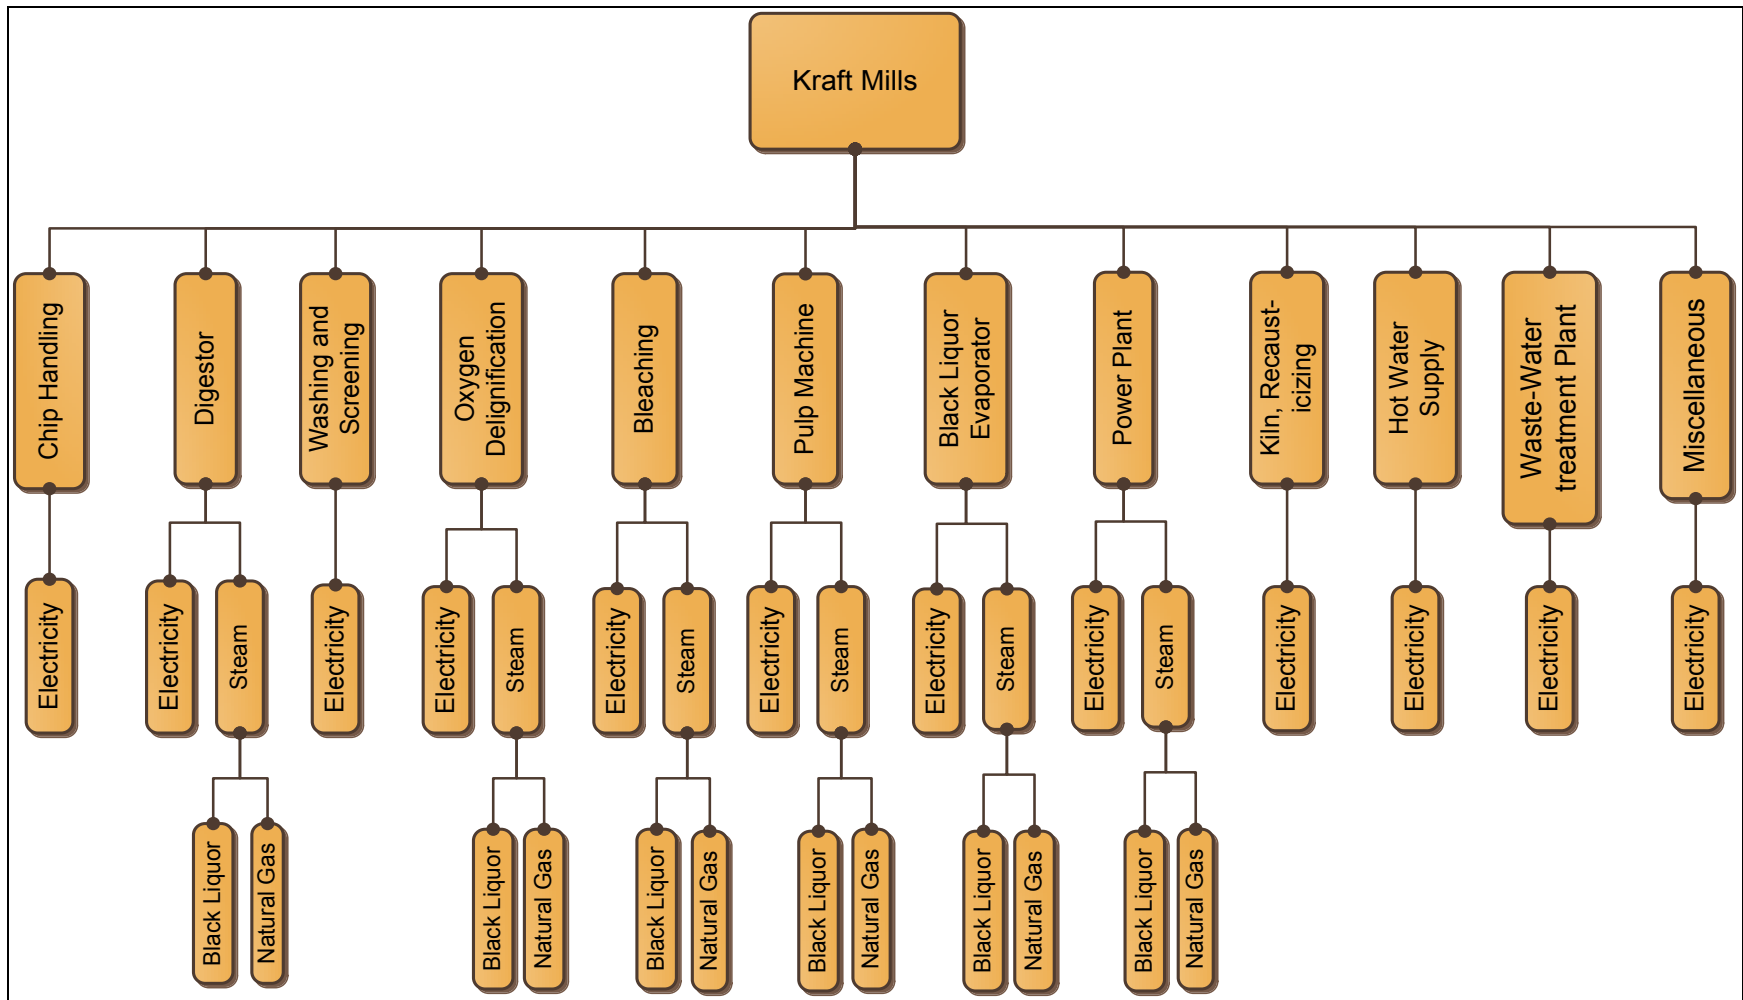 Kraft Mills
Chip Handling
Digestor
Washing and
Screening
Oxygen
Delignification
Bleaching
Pulp Machine
Black Liquor
Evaporator
Power Plant
Kiln, Recaust-
icizing
Hot Water
Supply
Waste-Water
treatment Plant
Miscellaneous
Electricity
Electricity
Steam
Electricity
Electricity
Steam
Electricity
Steam
Electricity
Steam
Electricity
Steam
Electricity
Steam
Electricity
Electricity
Electricity
Electricity
Black Liquor
Natural Gas
Black Liquor
Natural Gas
Black Liquor
Natural Gas
Black Liquor
Natural Gas
Black Liquor
Natural Gas
Black Liquor
Natural Gas